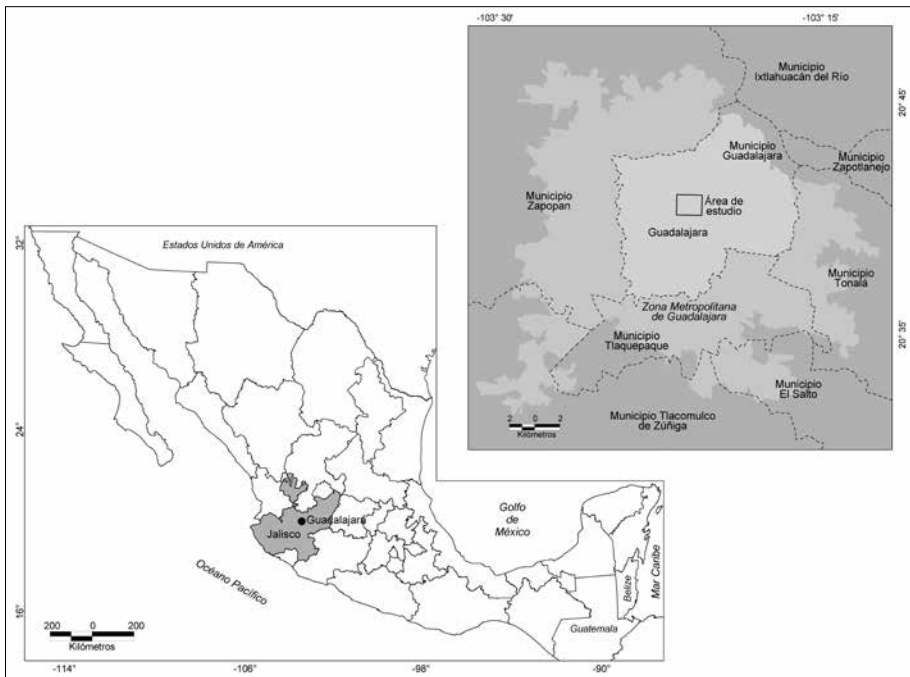 -103° 30'
-103° 15'
Municipio
Ixtlahuacán del Río
20° 45'
Municipio
Guadalajara
Municipio
Zapotlanejo
Municipio
Zapopan
Área de
estudio
Guadalajara
Municipio
Tonalá
Zona Metropolitana
de Guadalajara
20° 35'
Municipio
Tlaquepaque
Municipio
El Salto
Municipio Tlacomulco
de Zúñiga
2 0 2
Kilómetros
32°
Estados Unidos de América
24°
Golfo
de
México
Guadalajara
Jalisco
Océano Pacífico
Mar Caribe
Belize
Guatemala
16°
200 0 200
Kilómetros
-114°
-106°
-98°
-90°